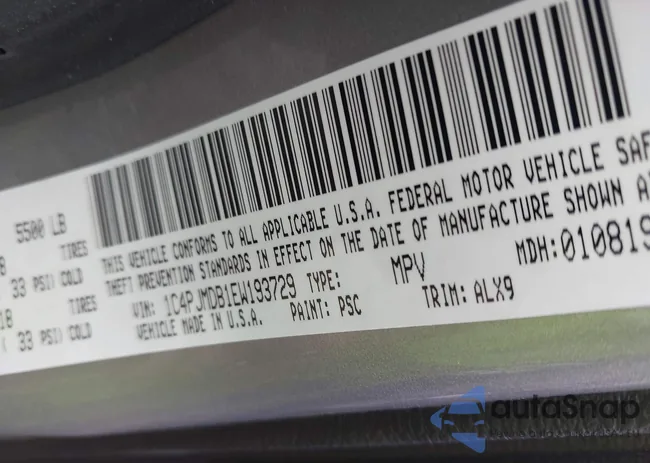 5500 LB
TIRES
33 PSI) COLD
TIRES
( 33 PSI) COLD
THIS VEHICLE CONFORMS TO ALL APPLICABLE U.S.A. FEDERAL MOTOR VEHICLE SAF
THEFT PREVENTION STANDARDS IN EFFECT ON THE DATE OF MANUFACTURE SHOWN A
VIN: 1C4PJMDB1EW193729 TYPE: MPV MDH:010819
VEHICLE MADE IN U.S.A. PAINT: PSC TRIM: ALX9
autoSnap